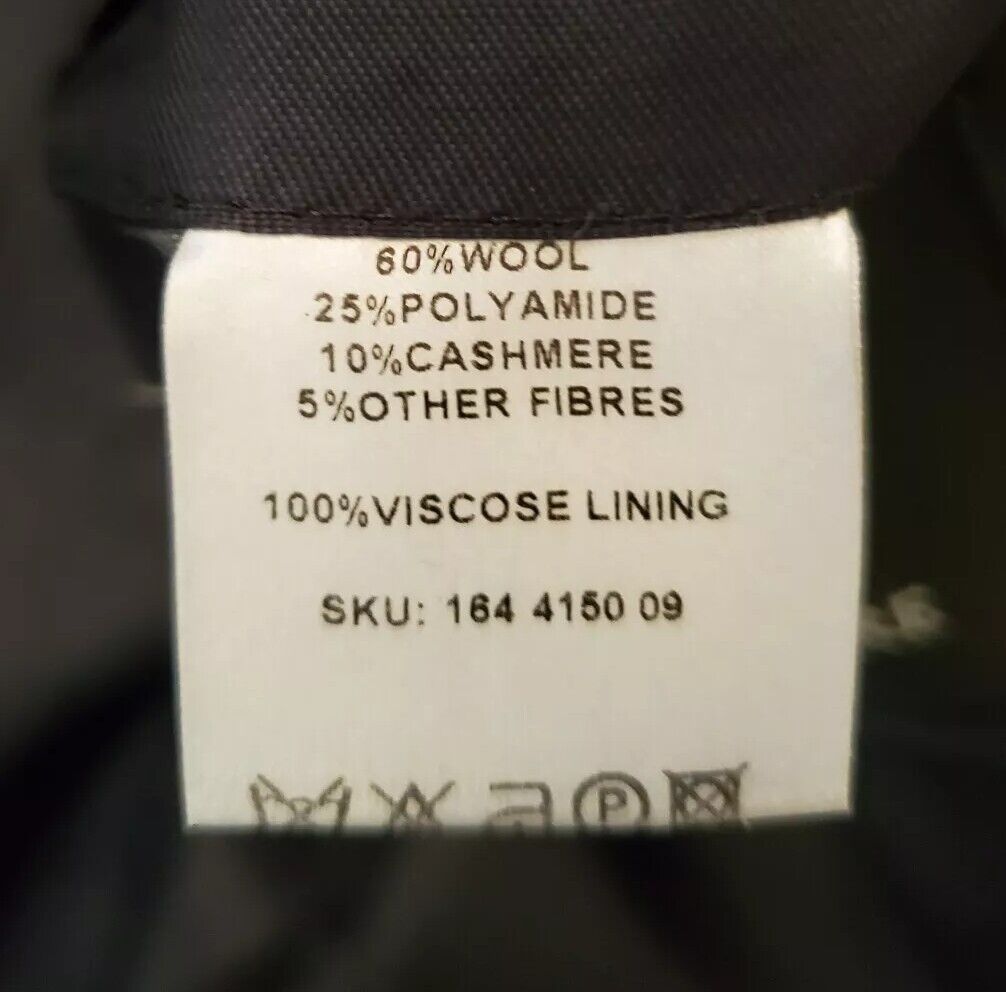 60%WOOL
25%POLYAMIDE
10%CASHMERE
5%OTHER FIBRES
100%VISCOSE LINING
SKU: 164 4150 09
P